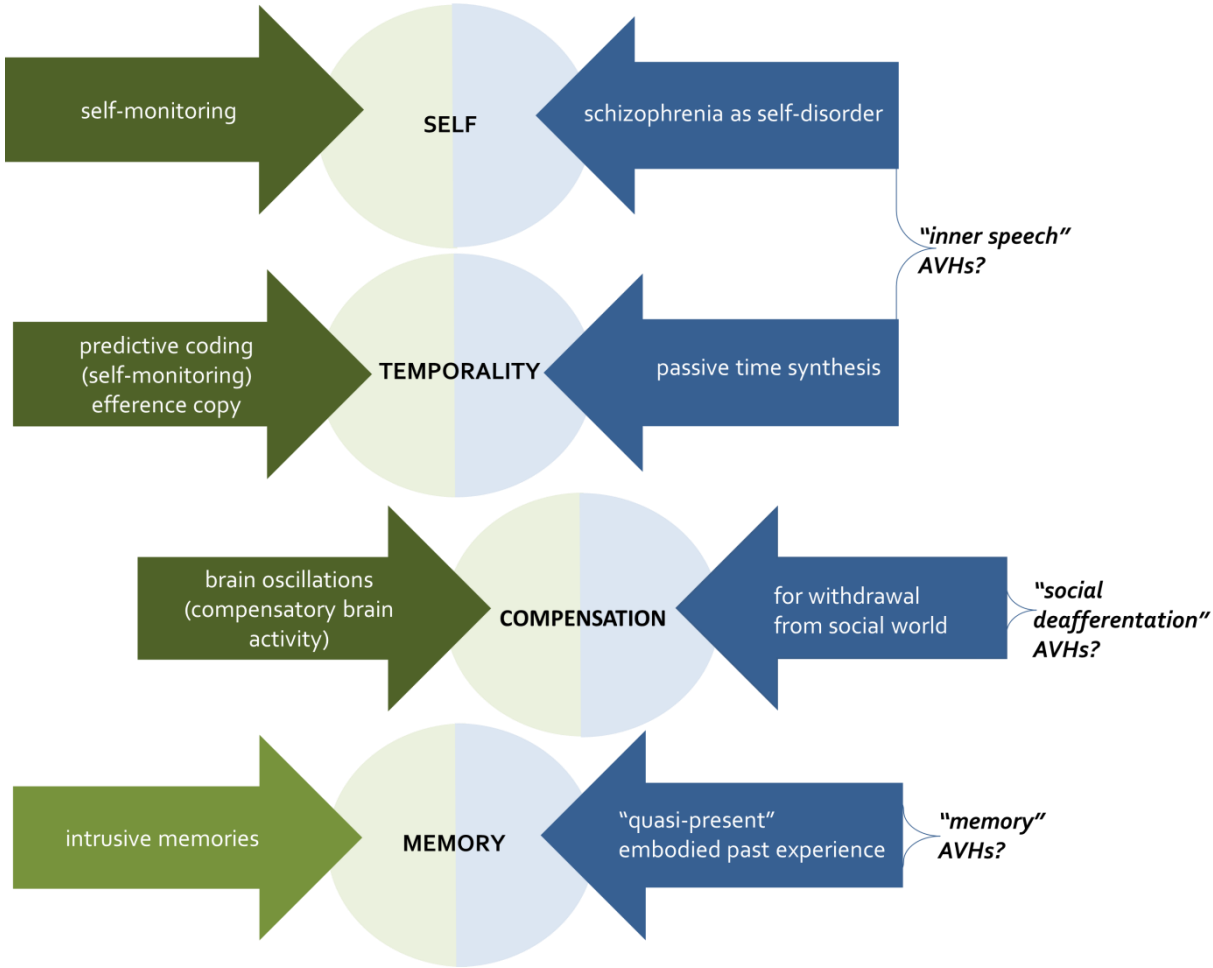 self-monitoring
SELF
schizophrenia as self-disorder
“inner speech”
AVHs?
predictive coding
(self-monitoring)
efference copy
TEMPORALITY
passive time synthesis
brain oscillations
(compensatory brain
activity)
COMPENSATION
for withdrawal
from social world
“social
deafferentation”
AVHs?
intrusive memories
MEMORY
“quasi-present”
embodied past experience
“memory”
AVHs?